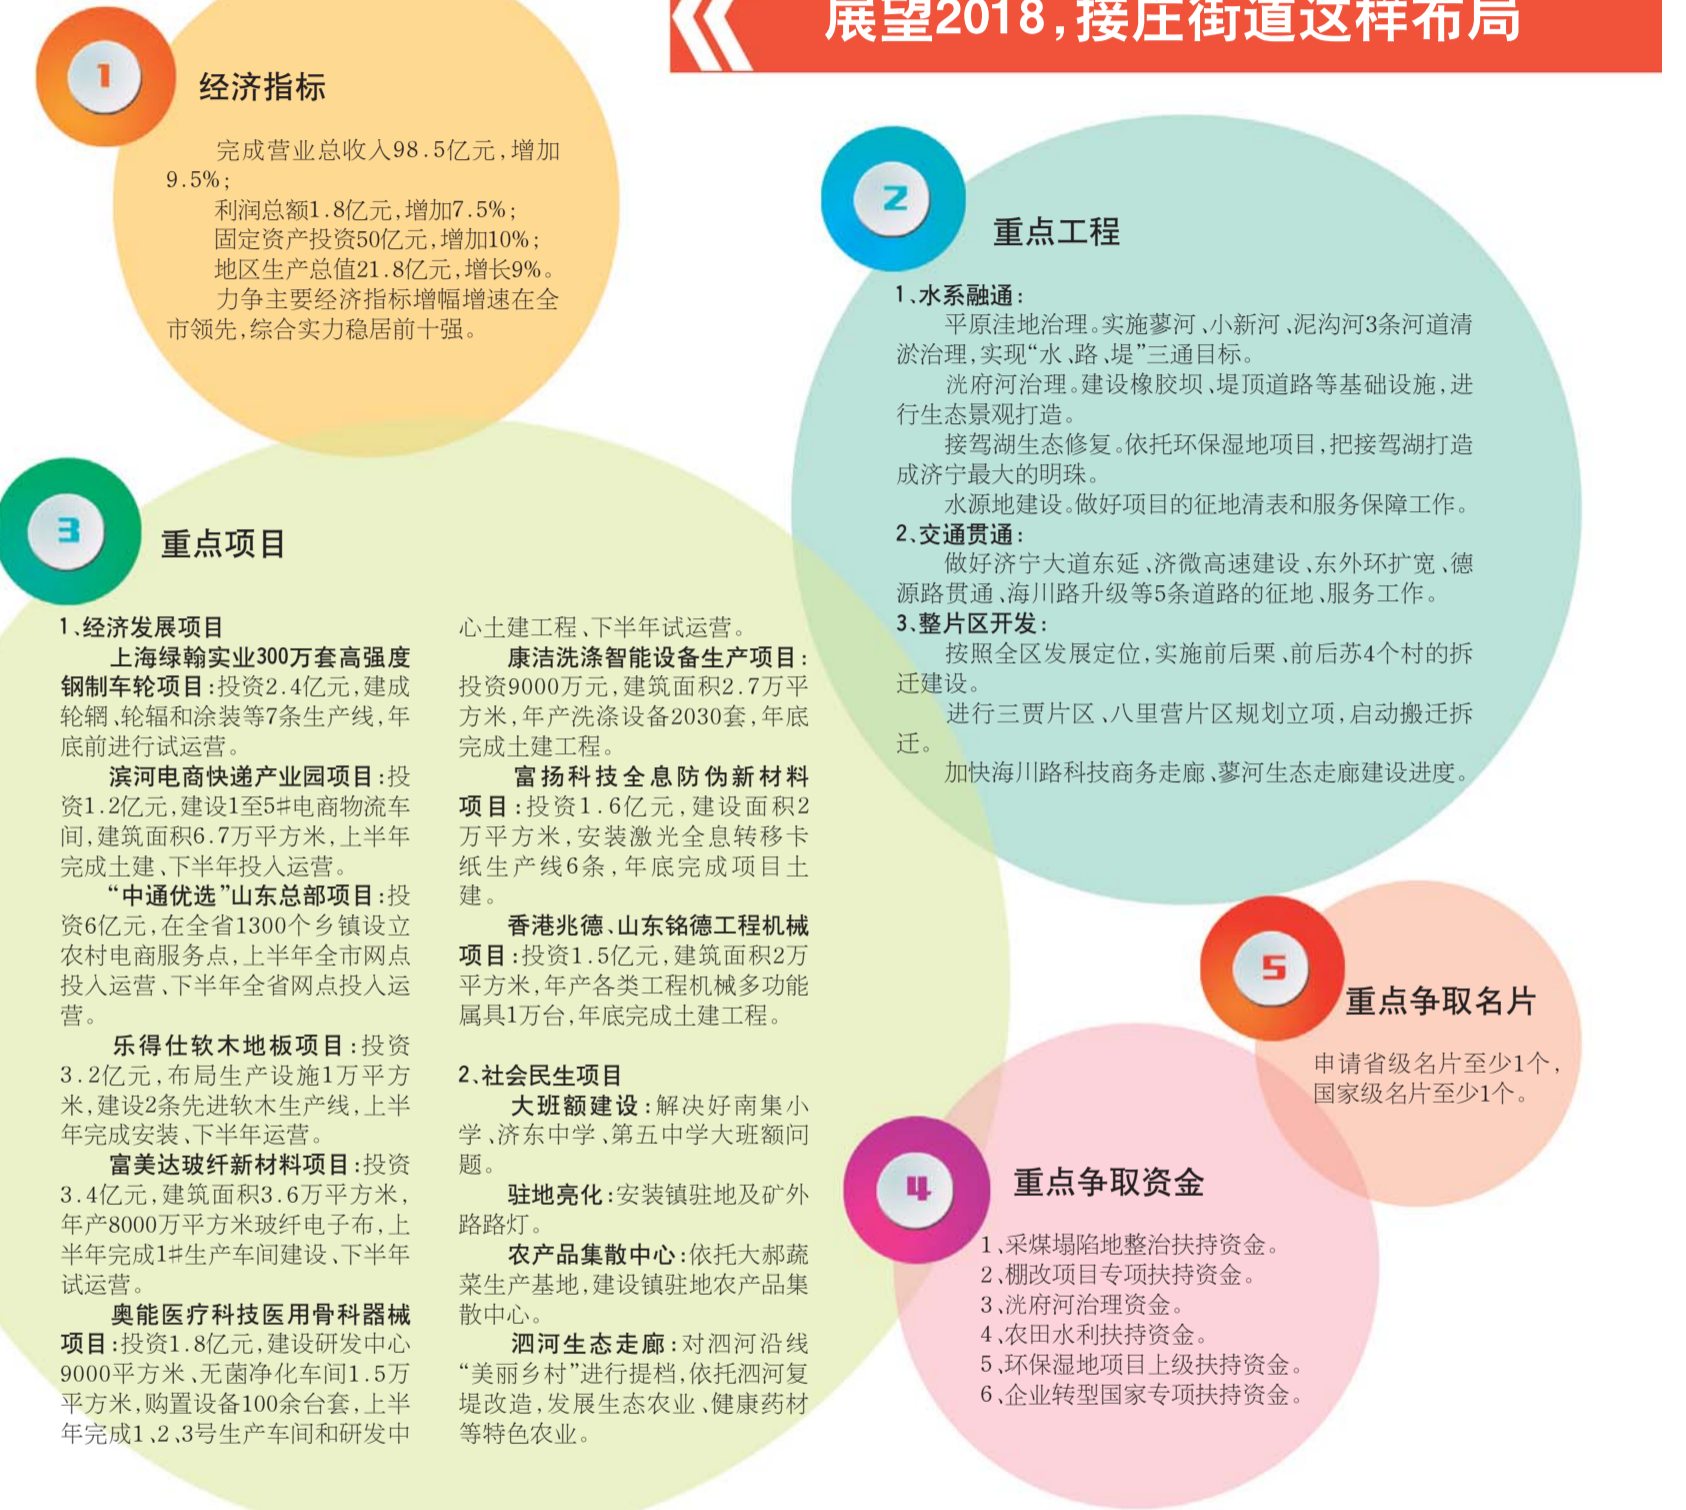 展望2018,接庄街道这样布局
1
经济指标
完成营业总收入98.5亿元,增加
9.5%;
利润总额1.8亿元,增加7.5%;
固定资产投资50亿元,增加10%;
地区生产总值21.8亿元,增长9%。
力争主要经济指标增幅增速在全
市领先,综合实力稳居前十强。
2
重点工程
1、水系融通:
平原洼地治理。实施蓼河、小新河、泥沟河3条河道清
淤治理,实现“水、路、堤”三通目标。
洸府河治理。建设橡胶坝、堤顶道路等基础设施,进
行生态景观打造。
接驾湖生态修复。依托环保湿地项目,把接驾湖打造
成济宁最大的明珠。
水源地建设。做好项目的征地清表和服务保障工作。
2、交通贯通:
做好济宁大道东延、济微高速建设、东外环扩宽、德
源路贯通、海川路升级等5条道路的征地、服务工作。
3、整片区开发:
按照全区发展定位,实施前后栗、前后苏4个村的拆
迁建设。
进行三贾片区、八里营片区规划立项,启动搬迁拆
迁。
加快海川路科技商务走廊、蓼河生态走廊建设进度。
3
重点项目
1、经济发展项目
上海绿翰实业300万套高强度
钢制车轮项目:投资2.4亿元,建成
轮辋、轮辐和涂装等7条生产线,年
底前进行试运营。
滨河电商快递产业园项目:投
资1.2亿元,建设1至5#电商物流车
间,建筑面积6.7万平方米,上半年
完成土建、下半年投入运营。
“中通优选”山东总部项目:投
资6亿元,在全省1300个乡镇设立
农村电商服务点,上半年全市网点
投入运营、下半年全省网点投入运
营。
乐得仕软木地板项目:投资
3.2亿元,布局生产设施1万平方
米,建设2条先进软木生产线,上半
年完成安装、下半年运营。
富美达玻纤新材料项目:投资
3.4亿元,建筑面积3.6万平方米,
年产8000万平方米玻纤电子布,上
半年完成1#生产车间建设、下半年
试运营。
奥能医疗科技医用骨科器械
项目:投资1.8亿元,建设研发中心
9000平方米、无菌净化车间1.5万
平方米,购置设备100余台套,上半
年完成1、2、3号生产车间和研发中
心土建工程、下半年试运营。
康洁洗涤智能设备生产项目:
投资9000万元,建筑面积2.7万平
方米,年产洗涤设备2030套,年底
完成土建工程。
富扬科技全息防伪新材料
项目:投资1.6亿元,建设面积2
万平方米,安装激光全息转移卡
纸生产线6条,年底完成项目土
建。
香港兆德、山东铭德工程机械
项目:投资1.5亿元,建筑面积2万
平方米,年产各类工程机械多功能
属具1万台,年底完成土建工程。
2、社会民生项目
大班额建设:解决好南集小
学、济东中学、第五中学大班额问
题。
驻地亮化:安装镇驻地及矿外
路路灯。
农产品集散中心:依托大郝蔬
菜生产基地,建设镇驻地农产品集
散中心。
泗河生态走廊:对泗河沿线
“美丽乡村”进行提档,依托泗河复
堤改造,发展生态农业、健康药材
等特色农业。
4
重点争取资金
1、采煤塌陷地整治扶持资金。
2、棚改项目专项扶持资金。
3、洸府河治理资金。
4、农田水利扶持资金。
5、环保湿地项目上级扶持资金。
6、企业转型国家专项扶持资金。
5
重点争取名片
申请省级名片至少1个,
国家级名片至少1个。